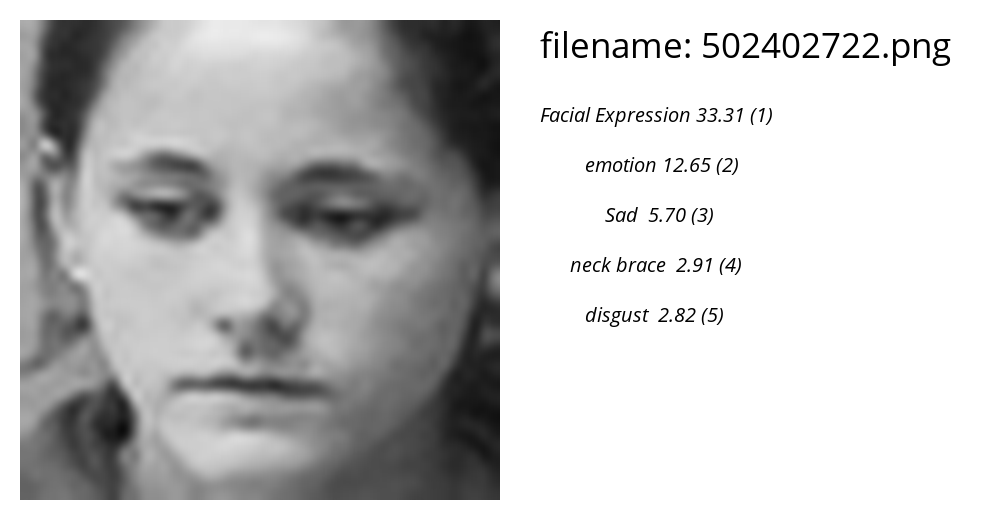 filename: 502402722.png
Facial Expression 33.31 (1)
emotion 12.65 (2)
Sad 5.70 (3)
neck brace 2.91 (4)
disgust 2.82 (5)